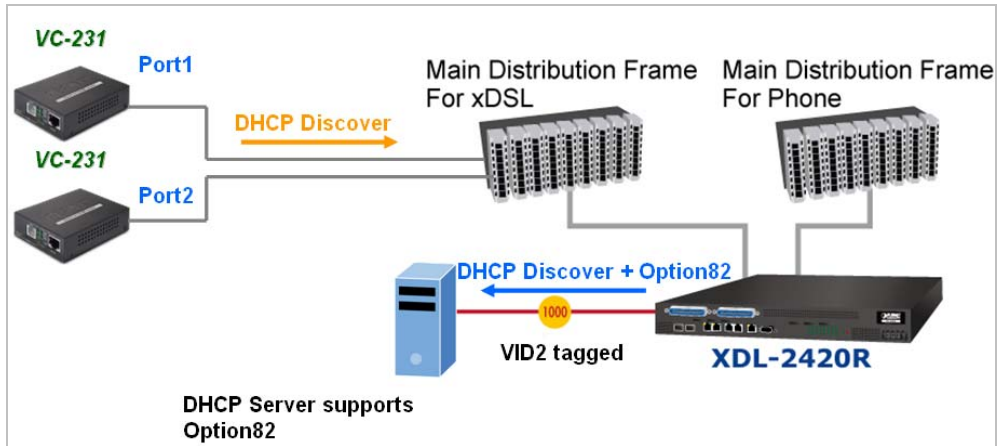 VC-231
Port1
DHCP Discover
VC-231
Port2
Main Distribution Frame
For xDSL
Main Distribution Frame
For Phone
DHCP Discover + Option82
1000
VID2 tagged
XDL-2420R
DHCP Server supports
Option82